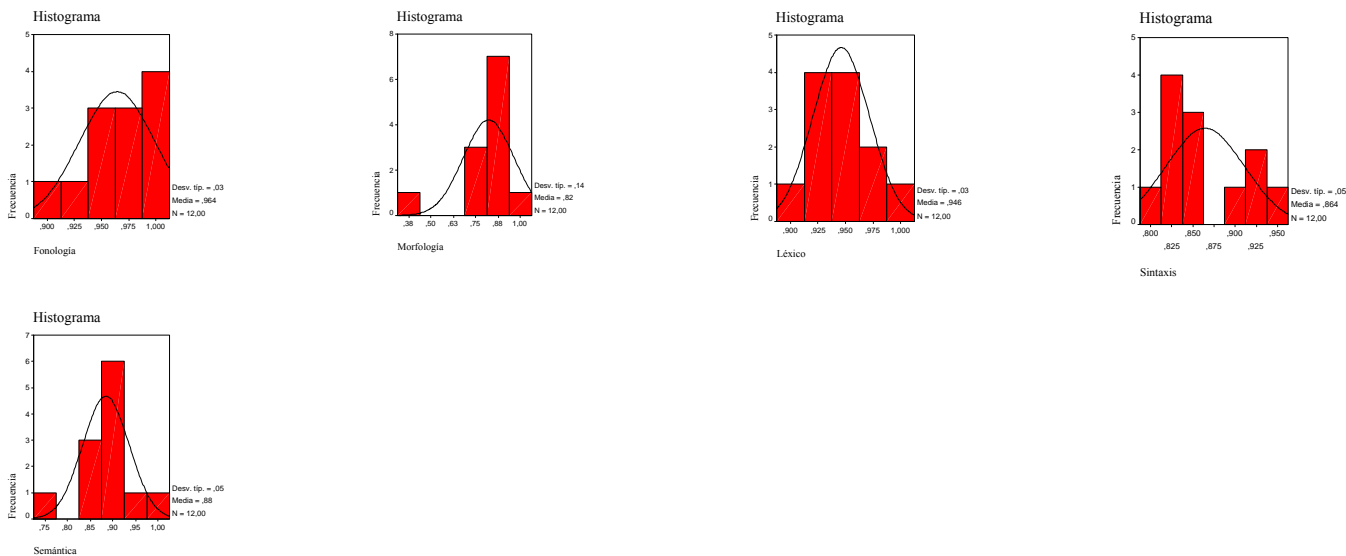 Histograma
5
4
3
2
1
0
Frecuencia
,900 ,925 ,950 ,975 1,000
Desv. típ. = ,03
Media = ,964
N = 12,00
Fonología
Histograma
8
6
4
2
0
Frecuencia
,38 ,50 ,63 ,75 ,88 1,00
Desv. típ. = ,14
Media = ,82
N = 12,00
Morfología
Histograma
5
4
3
2
1
0
Frecuencia
,900 ,925 ,950 ,975 1,000
Desv. típ. = ,03
Media = ,946
N = 12,00
Léxico
Histograma
5
4
3
2
1
0
Frecuencia
,800 ,850 ,900 ,950
,825 ,875 ,925
Desv. típ. = ,05
Media = ,864
N = 12,00
Sintaxis
Histograma
7
6
5
4
3
2
1
0
Frecuencia
,75 ,80 ,85 ,90 ,95 1,00
Desv. típ. = ,05
Media = ,88
N = 12,00
Semántica